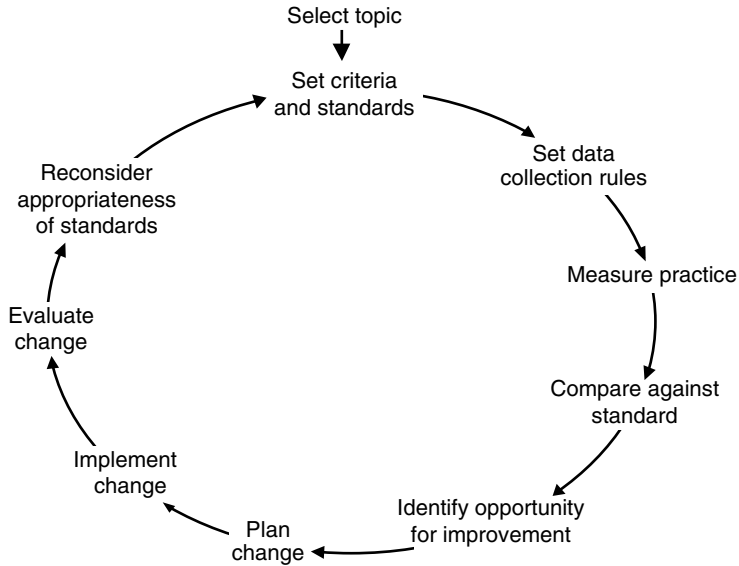 Select topic
Set criteria
and standards
Set data
collection rules
Measure practice
Compare against
standard
Identify opportunity
for improvement
Plan
change
Implement
change
Evaluate
change
Reconsider
appropriateness
of standards